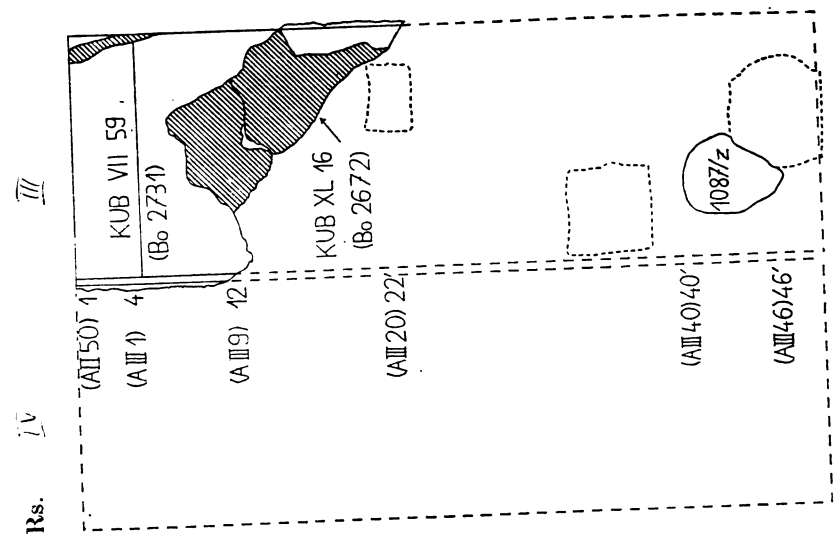 Rs.
IV
III
KUB VII 59
(Bo 2731)
KUB XL 16
(Bo 2672)
1087/z
(AII 50) 1
(AIII 1) 4
(AIII 9) 12
(AIII 20) 22'
(AIII 40) 40'
(AIII 46) 46'